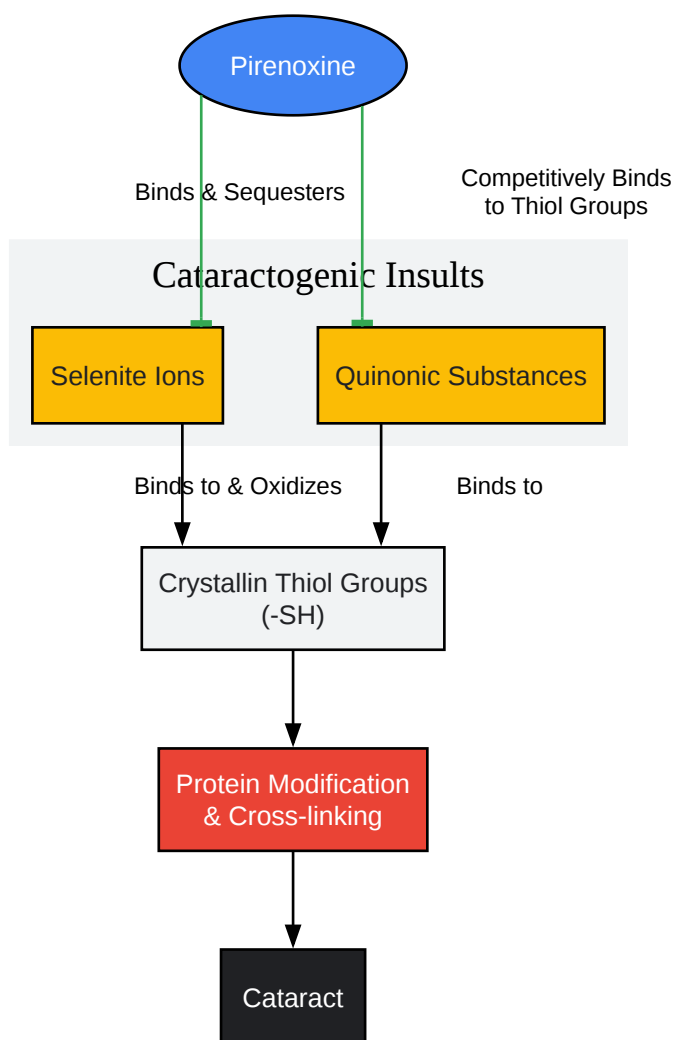 Pirenoxine
Binds & Sequesters
Competitively Binds
to Thiol Groups
Cataractogenic Insults
Selenite Ions
Quinonic Substances
Binds to & Oxidizes
Binds to
Crystallin Thiol Groups
(-SH)
Protein Modification
& Cross-linking
Cataract